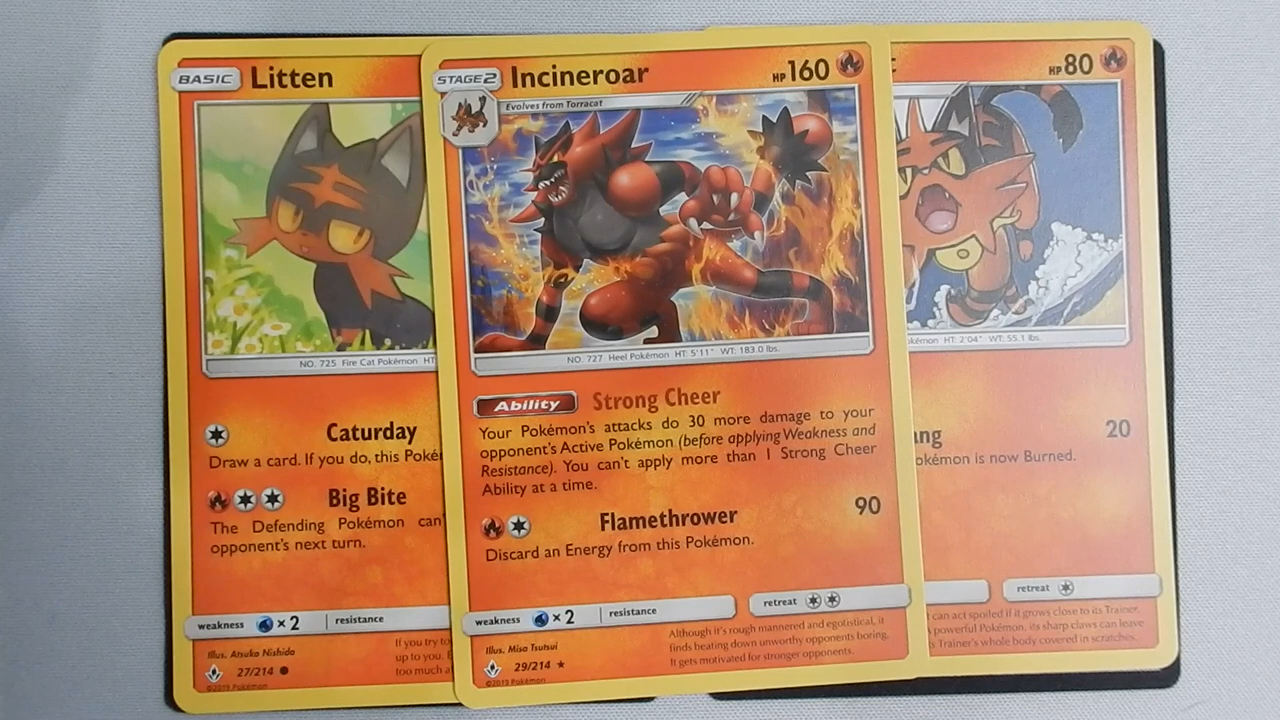 BASIC Litten
NO. 725 Fire Cat Pokémon HT
Caturday
Draw a card. If you do, this Poké
Big Bite
The Defending Pokémon can'
opponent's next turn.
weakness ×2 resistance
Illus. Atsuko Nishida
27/214
©2019 Pokémon
If you try to
up to you.
too much a
STAGE2 Incineroar HP160
Evolves from Torracat
NO. 727 Heel Pokémon HT: 5'11" WT: 183.0 lbs.
Ability Strong Cheer
Your Pokémon's attacks do 30 more damage to your
opponent's Active Pokémon (before applying Weakness and
Resistance). You can't apply more than 1 Strong Cheer
Ability at a time.
Flamethrower 90
Discard an Energy from this Pokémon.
weakness ×2 resistance retreat
Illus. Misa Tsutsui
29/214
©2019 Pokémon
Although it's rough mannered and egotistical, it
finds beating down unworthy opponents boring.
It gets motivated for stronger opponents.
HP80
kémon HT: 2'04" WT: 55.1 lbs.
ang 20
okémon is now Burned.
retreat
can act spoiled if it grows close to its Trainer.
powerful Pokémon, its sharp claws can leave
s Trainer's whole body covered in scratches.